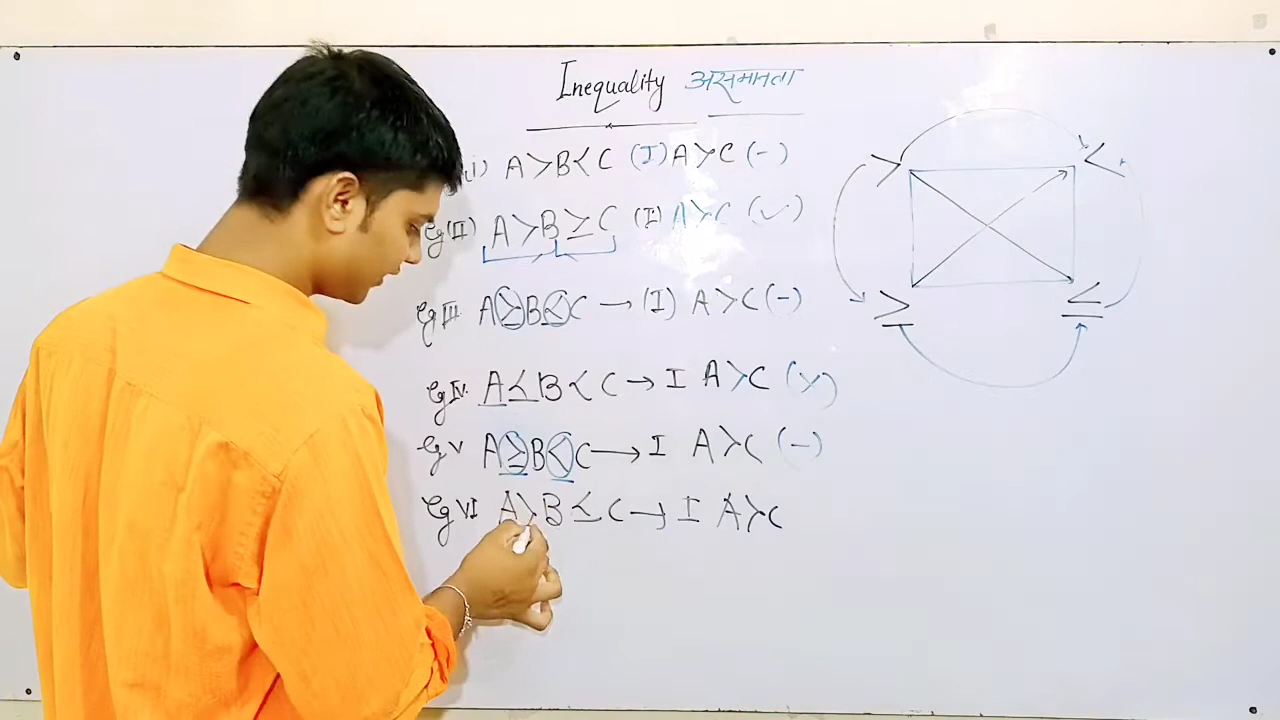 Inequality असमानता
i) A>B<C (I) A>C (-)
Eg (II) A>B≥C (I) A>C (✓)
Eg III A≥B≤C → (I) A>C (-)
Eg IV. A≤B<C → I A>C (×)
Eg V A≥B<C → I A>C (-)
Eg VI A>B≤C → I A>C
> <
≥ ≤